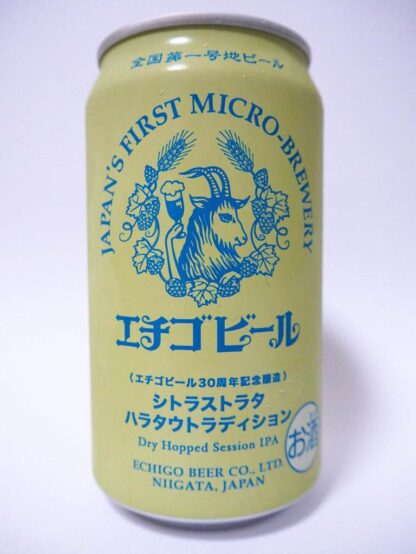 全国第一号地ビール
JAPAN'S FIRST MICRO-BREWERY
エチゴビール
〈エチゴビール30周年記念醸造〉
シトラストラタ
ハラタウトラディション
Dry Hopped Session IPA
お酒
ECHIGO BEER CO., LTD.
NIIGATA, JAPAN